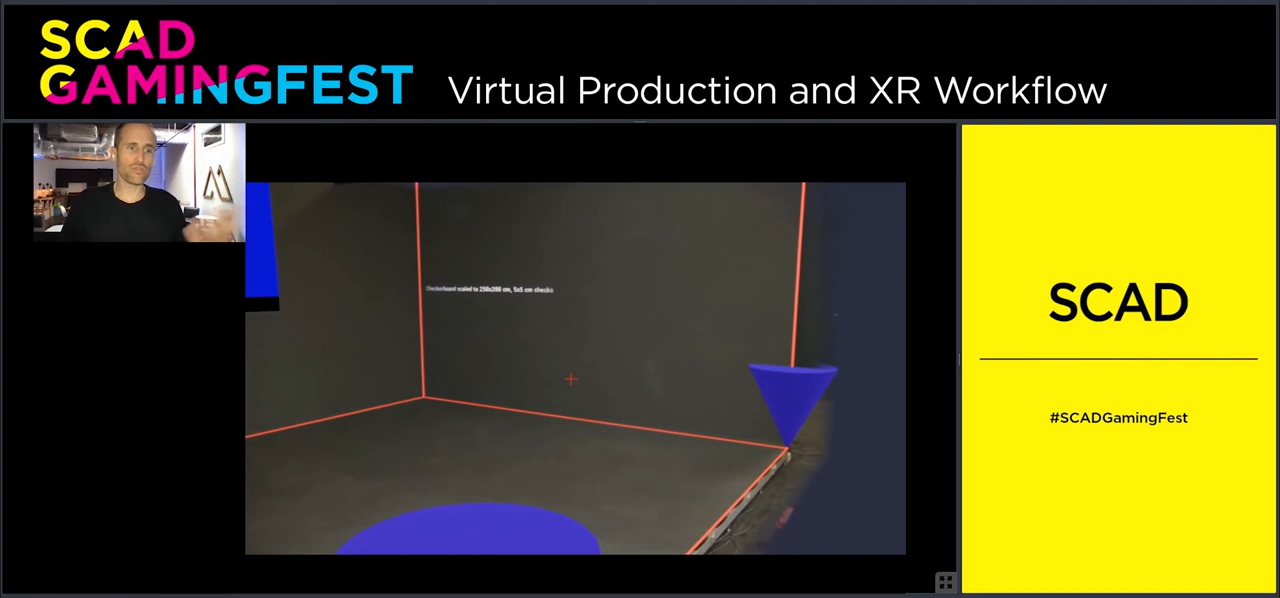 SCAD
GAMINGFEST
Virtual Production and XR Workflow
Checkerboard scaled to 250x200 cm, 5x5 cm checks
SCAD
#SCADGamingFest